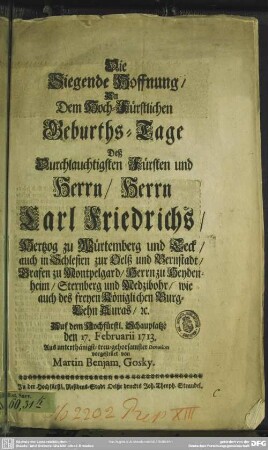 Die
Siegende Hoffnung /
An
Dem Hoch-Fürstlichen
Geburths-Tage
Deß
Durchlauchtigsten Fürsten und
Herrn / Herrn
Carl Friedrichs /
Hertzog zu Würtemberg und Teck /
auch in Schlesien zur Oelß und Bernstadt /
Grafen zu Montpelgard / Herrn zu Heyden-
heim / Sternberg und Medzibohr / wie
auch des freyen Königlichen Burg-
Lehn Auras / ꝛc.
Auf dem Hochfürstl. Schauplatze
den 17. Februarii 1713.
Aus unterthänigst-treu-gehorsamster Devotion
vorgestellet von
Martin Benjam. Gosky.
In der Hochfürstl. Residentz-Stadt Oelße druckts Joh. Theoph. Straubel.